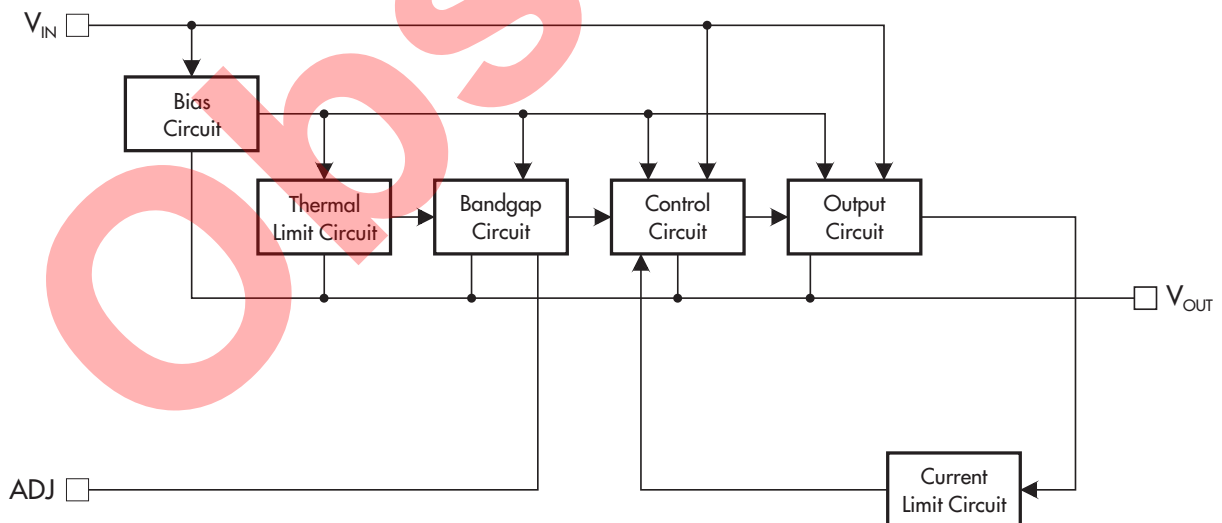 VIN
Bias
Circuit
Thermal
Limit Circuit
Bandgap
Circuit
Control
Circuit
Output
Circuit
VOUT
ADJ
Current
Limit Circuit
Obs